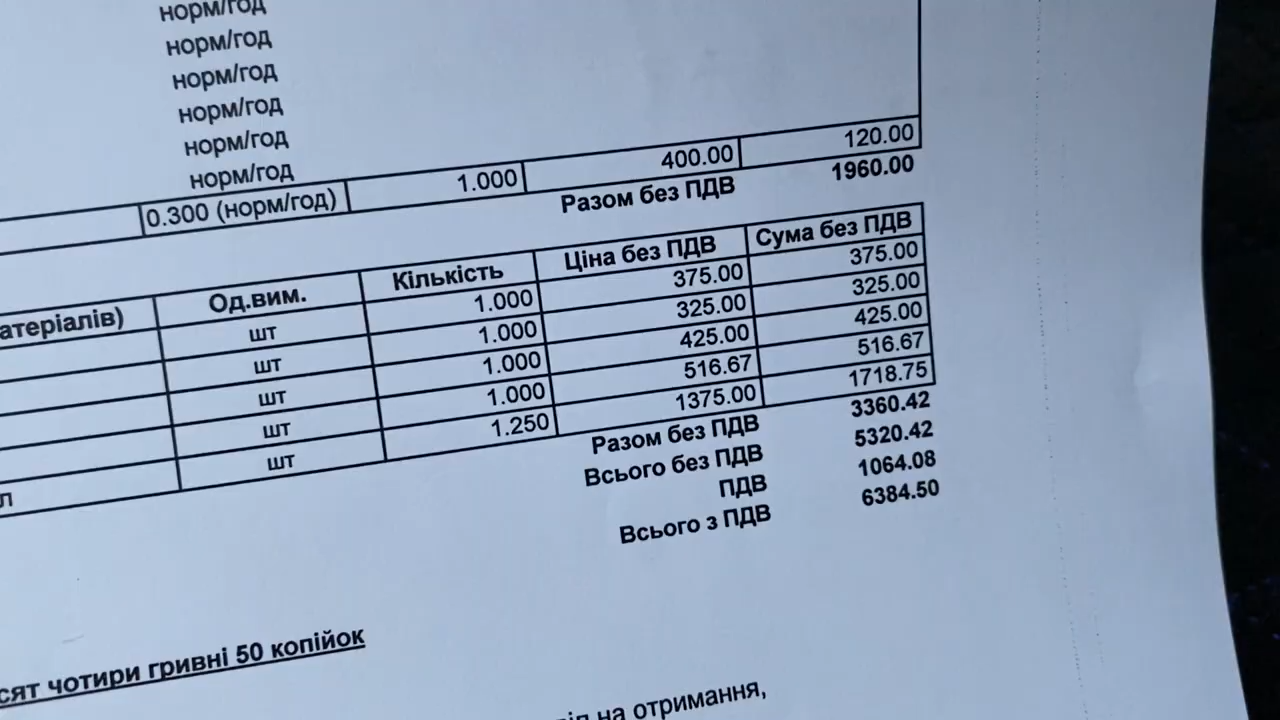 норм/год
норм/год
норм/год
норм/год
норм/год
норм/год
0.300 (норм/год) 1.000 400.00 120.00
Разом без ПДВ 1960.00
Од.вим. Кількість Ціна без ПДВ Сума без ПДВ
шт 1.000 375.00 375.00
шт 1.000 325.00 325.00
шт 1.000 425.00 425.00
шт 1.000 516.67 516.67
шт 1.250 1375.00 1718.75
Разом без ПДВ 3360.42
Всього без ПДВ 5320.42
ПДВ 1064.08
Всього з ПДВ 6384.50
чотири гривні 50 копійок
на отримання,